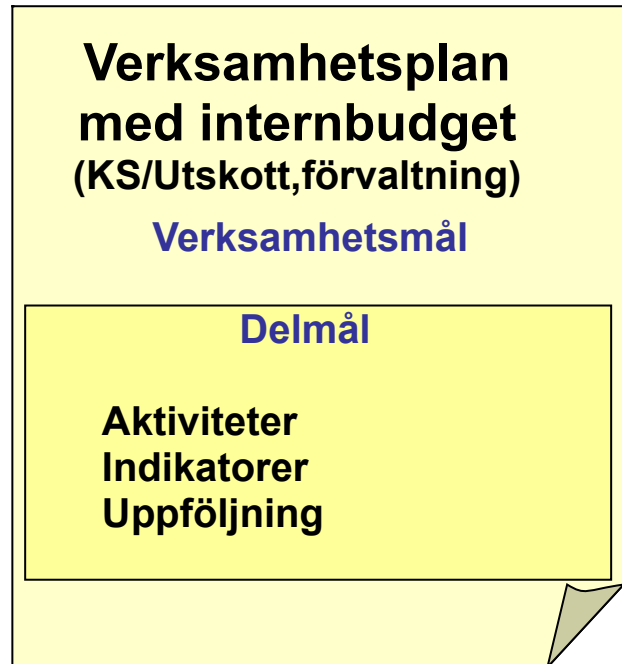 Verksamhetsplan
med internbudget
(KS/Utskott,förvaltning)
Verksamhetsmål
Delmål
Aktiviteter
Indikatorer
Uppföljning